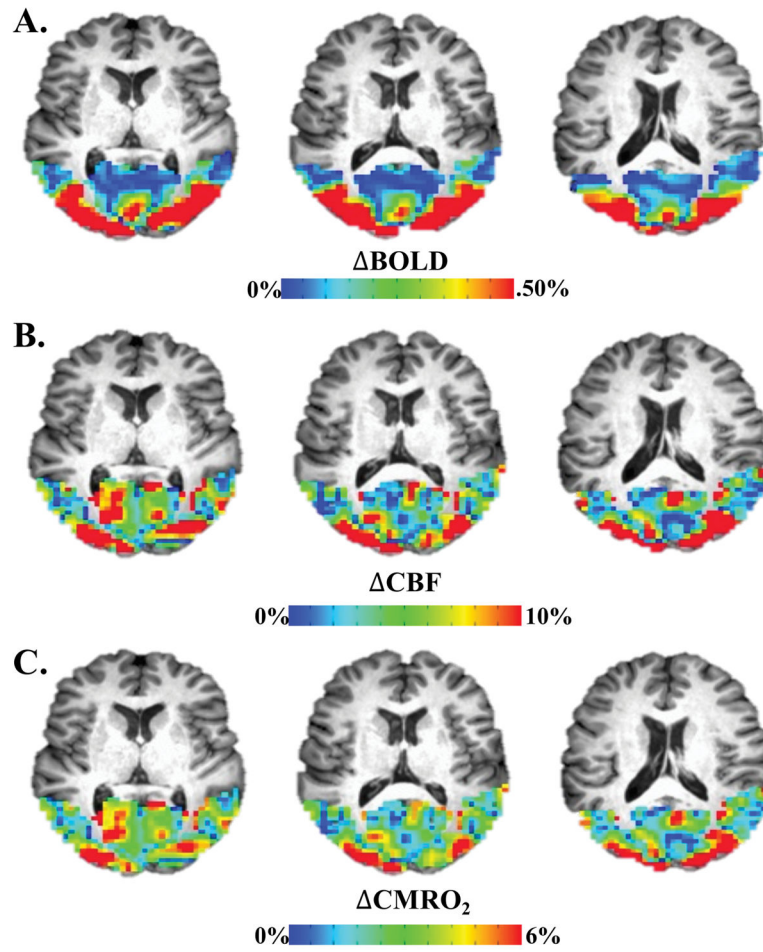 A.
ΔBOLD
0% .50%
B.
ΔCBF
0% 10%
C.
ΔCMRO₂
0% 6%